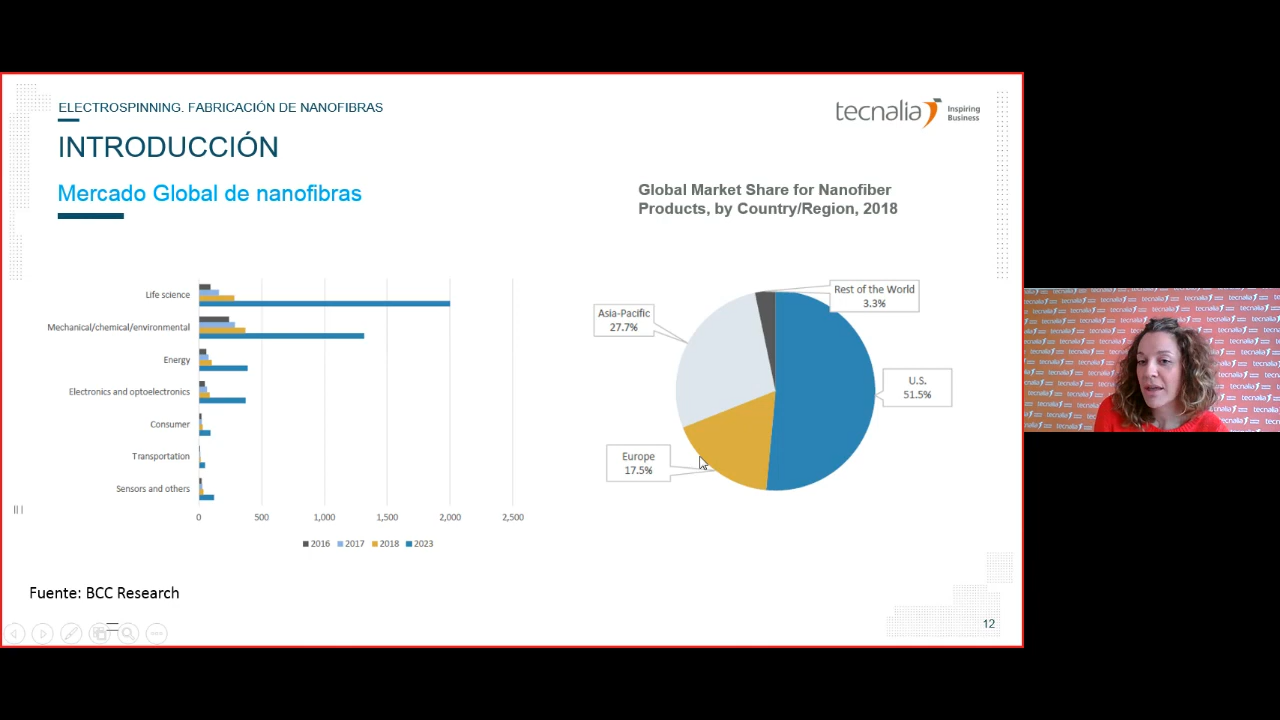 ELECTROSPINNING. FABRICACIÓN DE NANOFIBRAS
INTRODUCCIÓN
Mercado Global de nanofibras
tecnalia
Inspiring
Business
Global Market Share for Nanofiber
Products, by Country/Region, 2018
Life science
Mechanical/chemical/environmental
Energy
Electronics and optoelectronics
Consumer
Transportation
Sensors and others
0 500 1,000 1,500 2,000 2,500
2016 2017 2018 2023
Rest of the World
3.3%
Asia-Pacific
27.7%
U.S.
51.5%
Europe
17.5%
Fuente: BCC Research
12